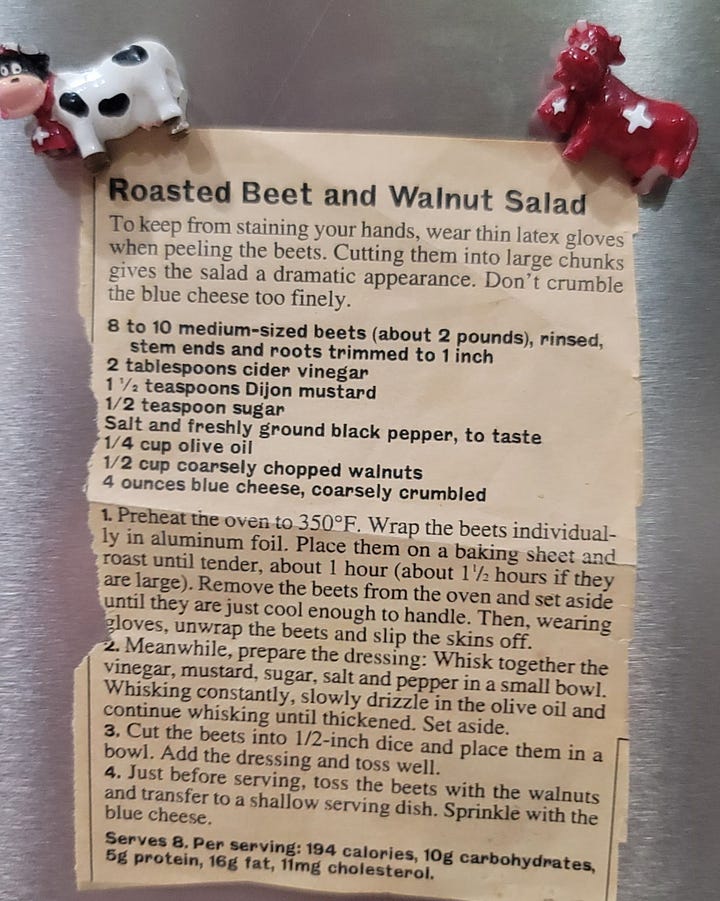 Roasted Beet and Walnut Salad
To keep from staining your hands, wear thin latex gloves
when peeling the beets. Cutting them into large chunks
gives the salad a dramatic appearance. Don't crumble
the blue cheese too finely.
8 to 10 medium-sized beets (about 2 pounds), rinsed,
stem ends and roots trimmed to 1 inch
2 tablespoons cider vinegar
1 1/2 teaspoons Dijon mustard
1/2 teaspoon sugar
Salt and freshly ground black pepper, to taste
1/4 cup olive oil
1/2 cup coarsely chopped walnuts
4 ounces blue cheese, coarsely crumbled
1. Preheat the oven to 350°F. Wrap the beets individual-
ly in aluminum foil. Place them on a baking sheet and
roast until tender, about 1 hour (about 1 1/2 hours if they
are large). Remove the beets from the oven and set aside
until they are just cool enough to handle. Then, wearing
gloves, unwrap the beets and slip the skins off.
2. Meanwhile, prepare the dressing: Whisk together the
vinegar, mustard, sugar, salt and pepper in a small bowl.
Whisking constantly, slowly drizzle in the olive oil and
continue whisking until thickened. Set aside.
3. Cut the beets into 1/2-inch dice and place them in a
bowl. Add the dressing and toss well.
4. Just before serving, toss the beets with the walnuts
and transfer to a shallow serving dish. Sprinkle with the
blue cheese.
Serves 8. Per serving: 194 calories, 10g carbohydrates,
5g protein, 16g fat, 11mg cholesterol.